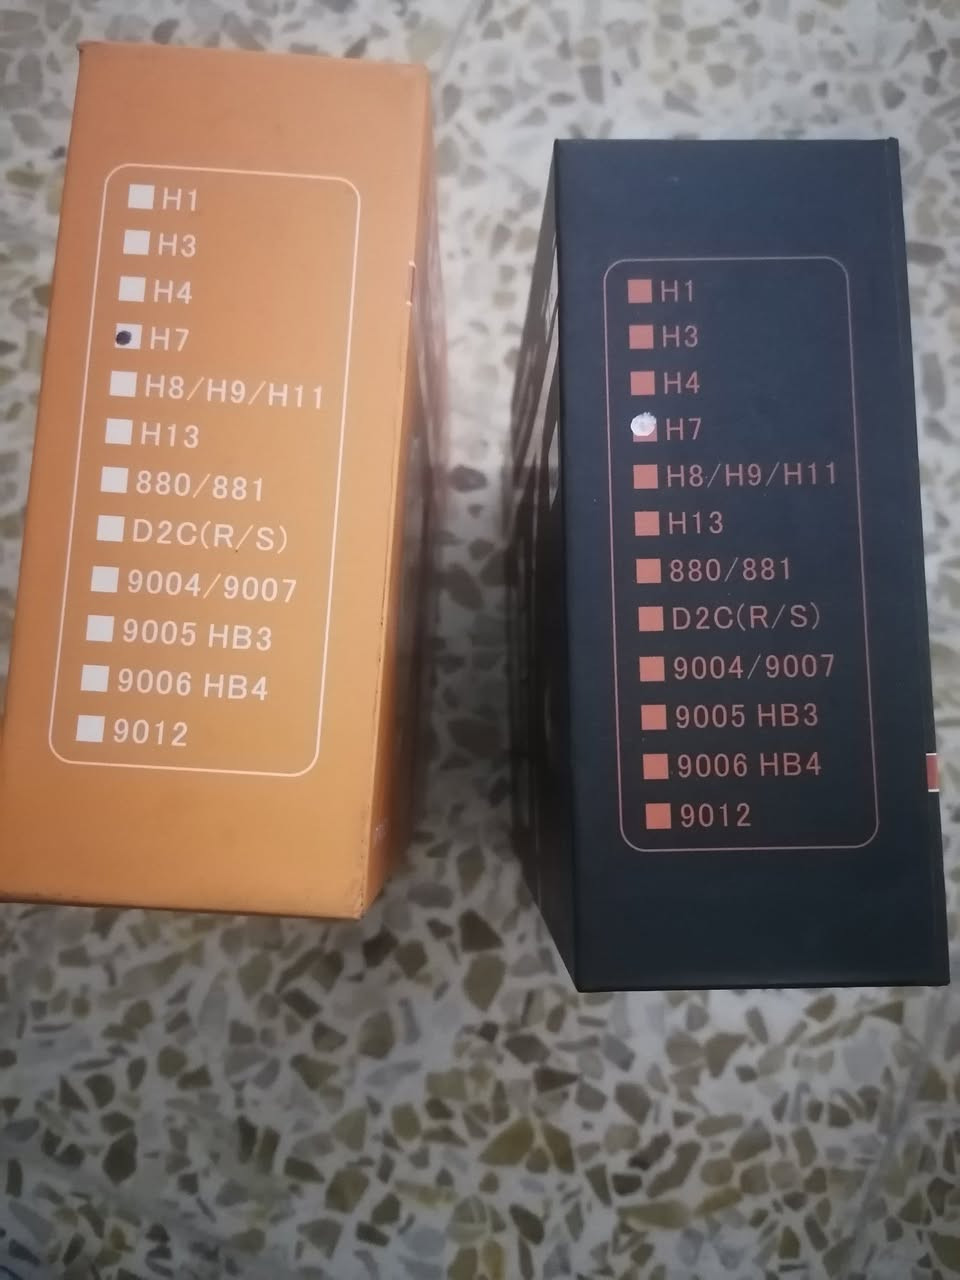 H1
H3
H4
H7
H8/H9/H11
H13
880/881
D2C(R/S)
9004/9007
9005 HB3
9006 HB4
9012
H1
H3
H4
H7
H8/H9/H11
H13
880/881
D2C(R/S)
9004/9007
9005 HB3
9006 HB4
9012